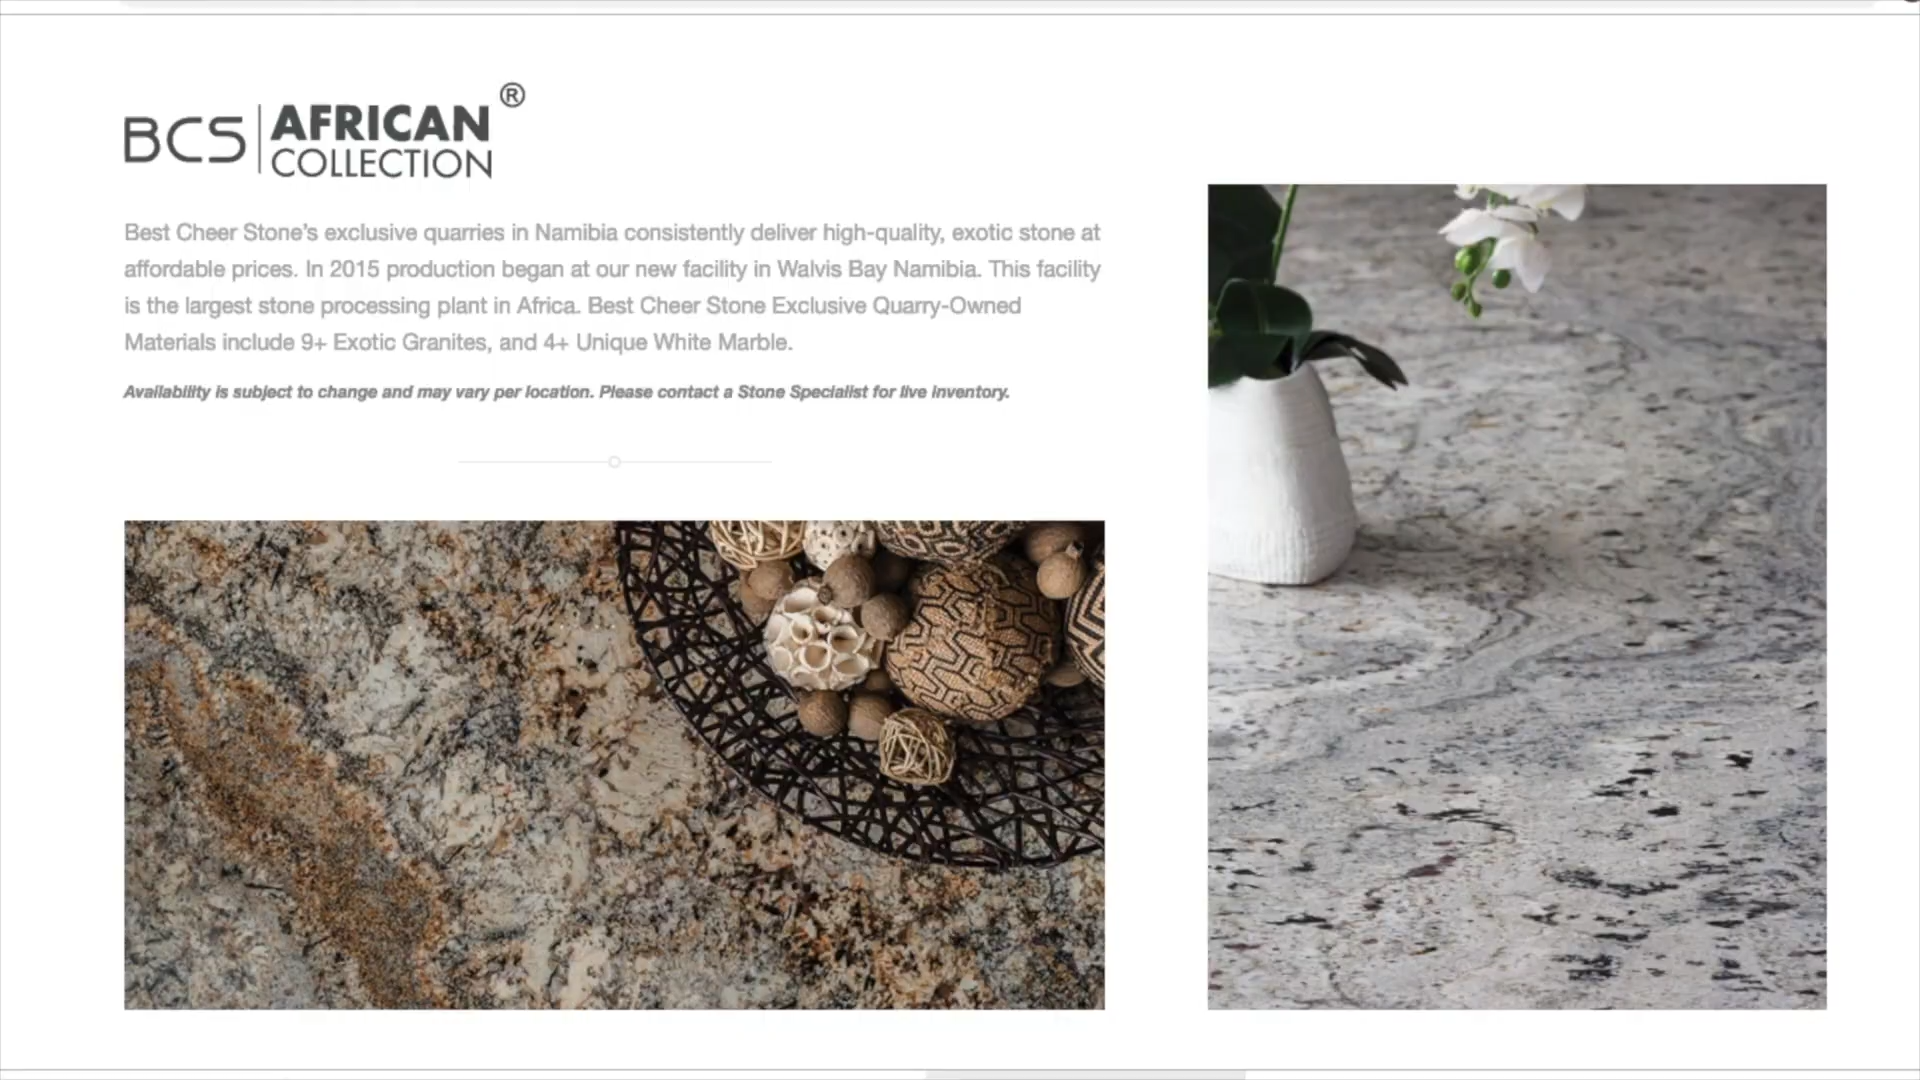 BCS AFRICAN ®
COLLECTION
Best Cheer Stone’s exclusive quarries in Namibia consistently deliver high-quality, exotic stone at
affordable prices. In 2015 production began at our new facility in Walvis Bay Namibia. This facility
is the largest stone processing plant in Africa. Best Cheer Stone Exclusive Quarry-Owned
Materials include 9+ Exotic Granites, and 4+ Unique White Marble.
Availability is subject to change and may vary per location. Please contact a Stone Specialist for live inventory.